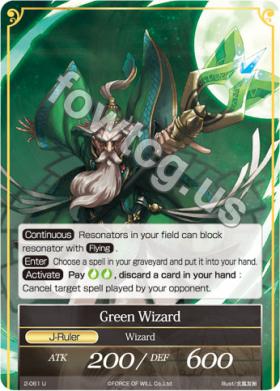 fowtcg.us
Continuous Resonators in your field can block
resonator with Flying.
Enter Choose a spell in your graveyard and put it into your hand.
Activate Pay , discard a card in your hand :
Cancel target spell played by your opponent.
Green Wizard
J-Ruler Wizard
ATK 200/ DEF 600
2-061 U ©FORCE OF WILL Co.,Ltd.